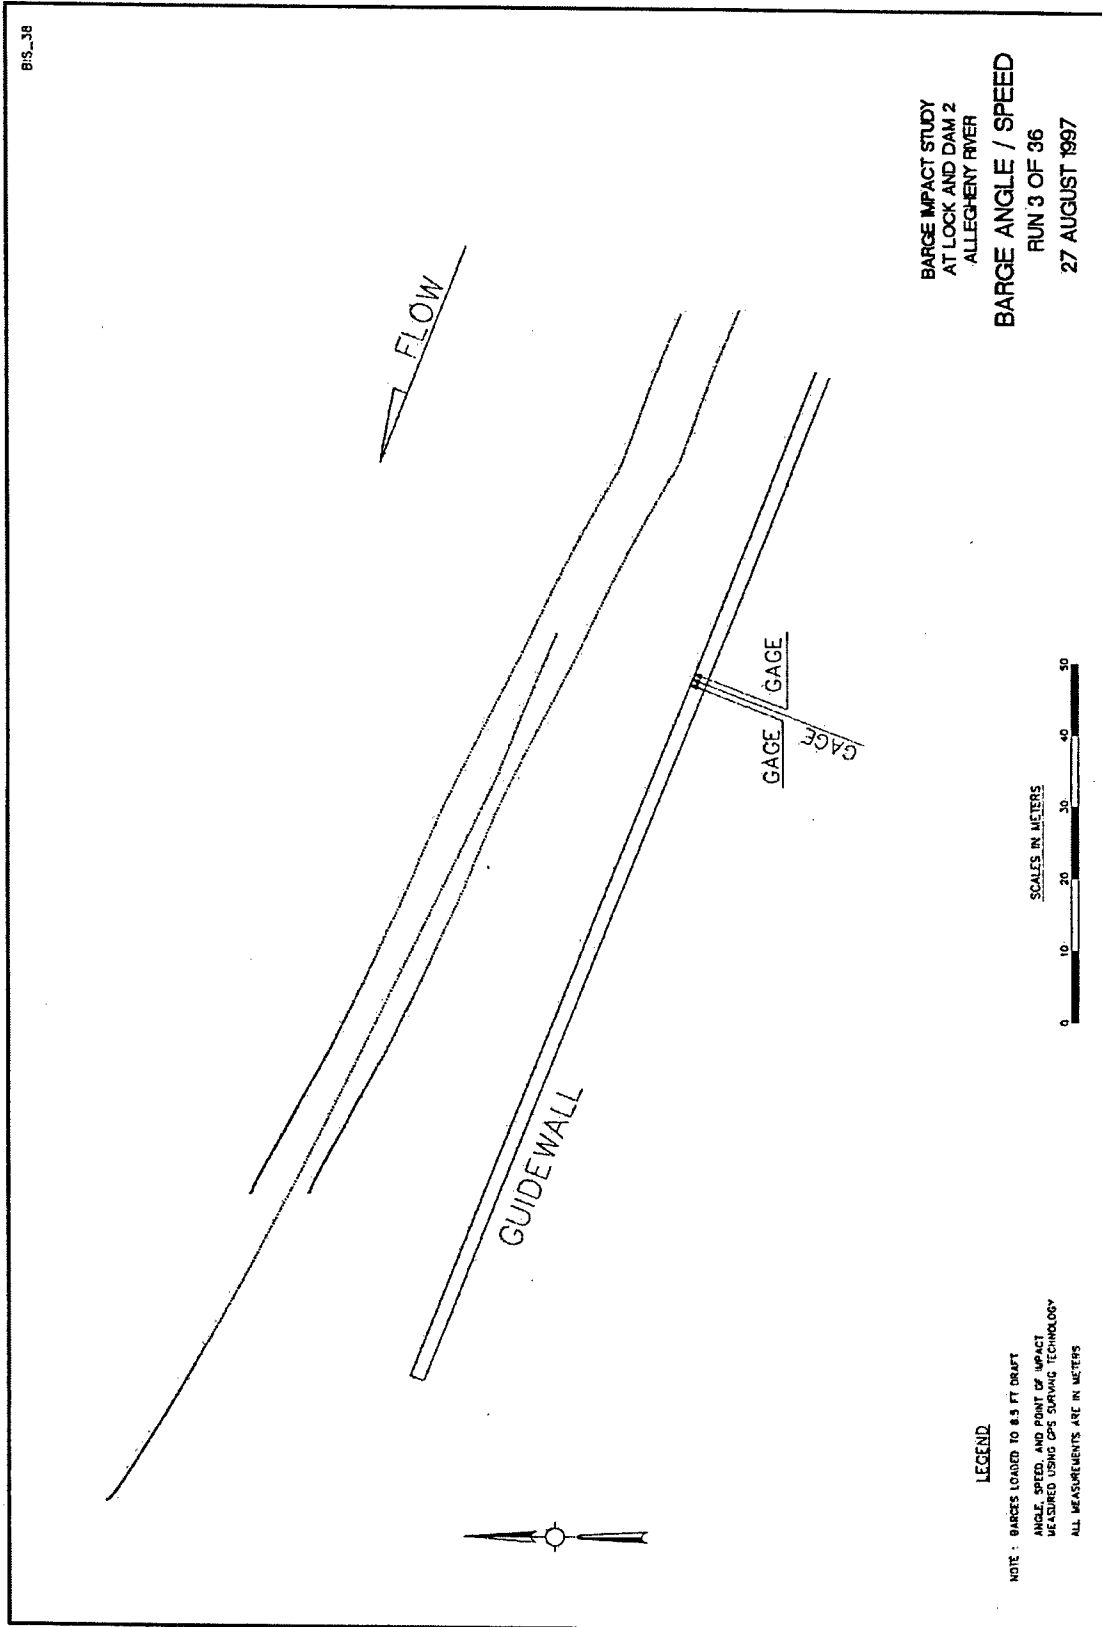 BIS_38
FLOW
BARGE IMPACT STUDY
AT LOCK AND DAM 2
ALLEGHENY RIVER
BARGE ANGLE / SPEED
RUN 3 OF 36
27 AUGUST 1997
GAGE
GAGE
GAGE
GUIDEWALL
SCALES IN METERS
0 10 20 30 40 50
LEGEND
NOTE : BARGES LOADED TO 8.5 FT DRAFT
ANGLE, SPEED, AND POINT OF IMPACT
MEASURED USING GPS SURVING TECHNOLOGY
ALL MEASUREMENTS ARE IN METERS